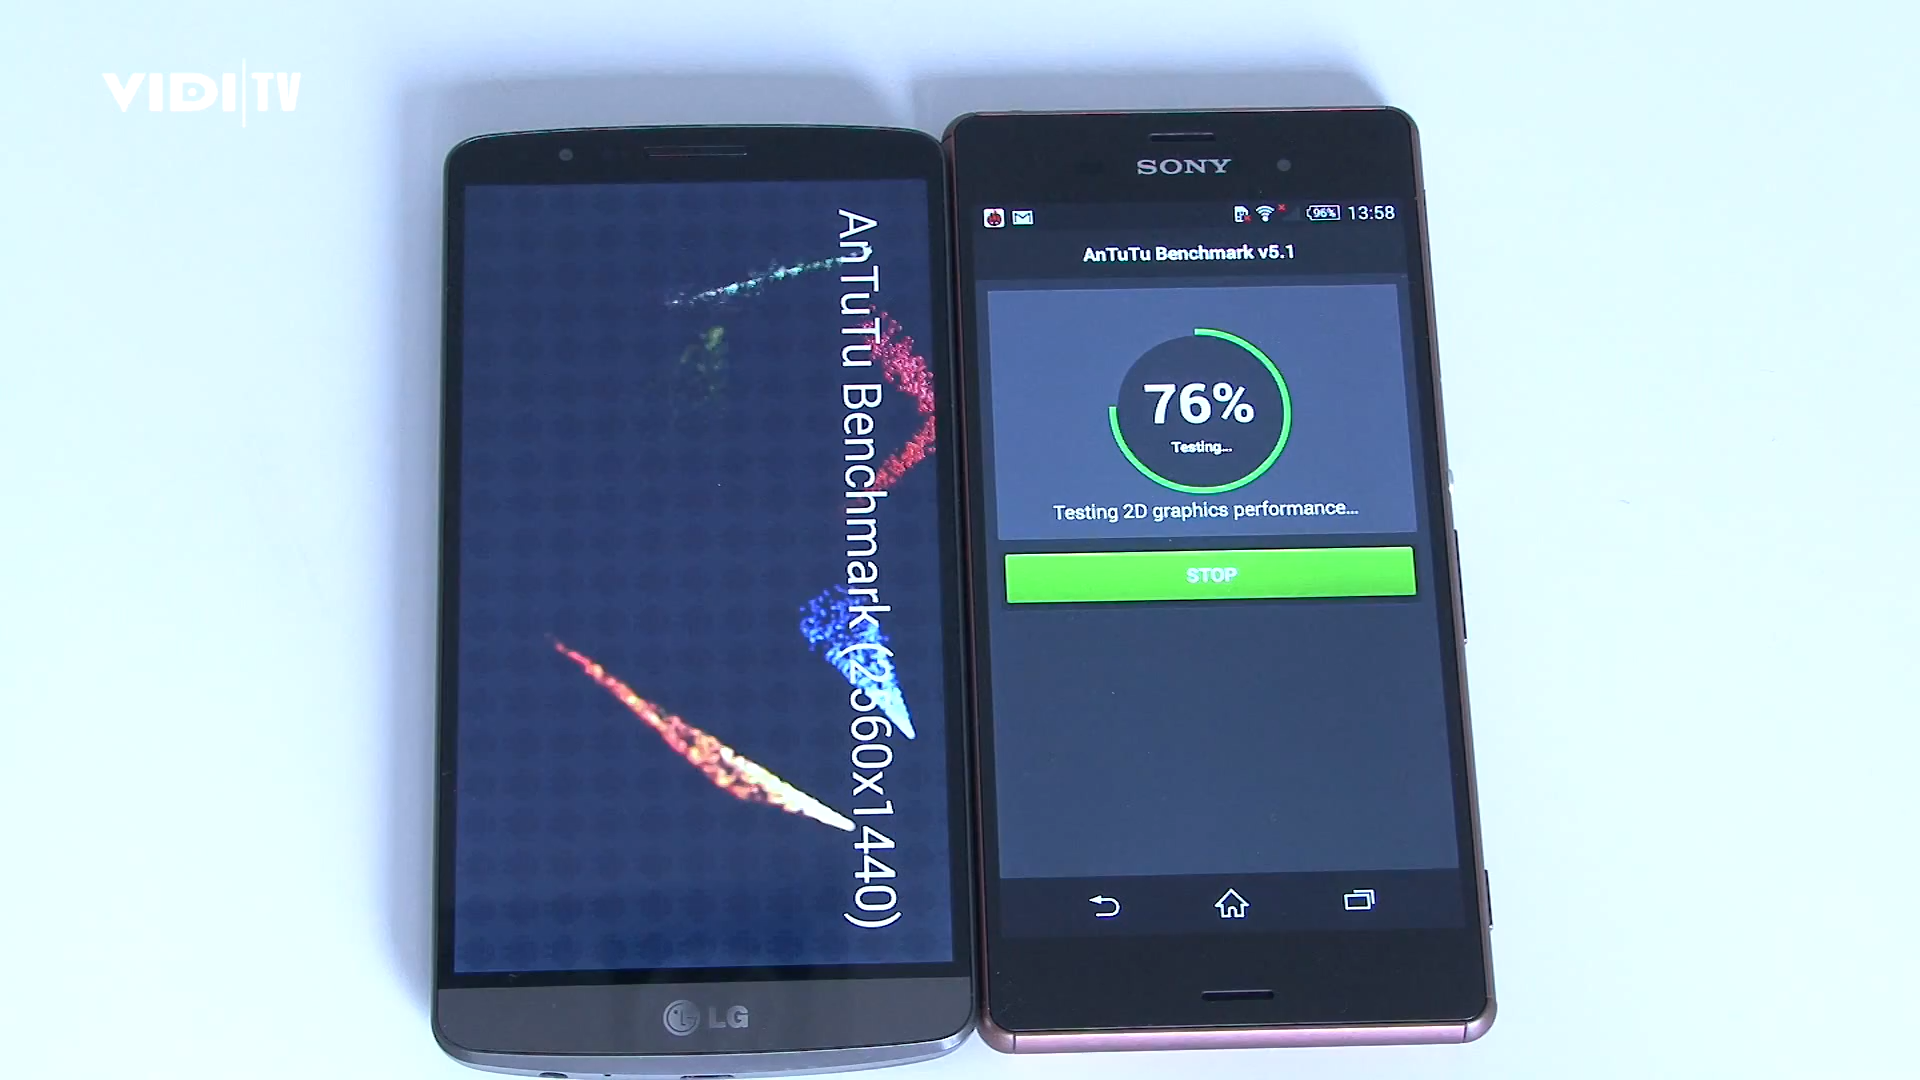 VIDI TV
AnTuTu Benchmark (2560x1440)
LG
SONY
96% 13:58
AnTuTu Benchmark v5.1
76%
Testing...
Testing 2D graphics performance...
STOP